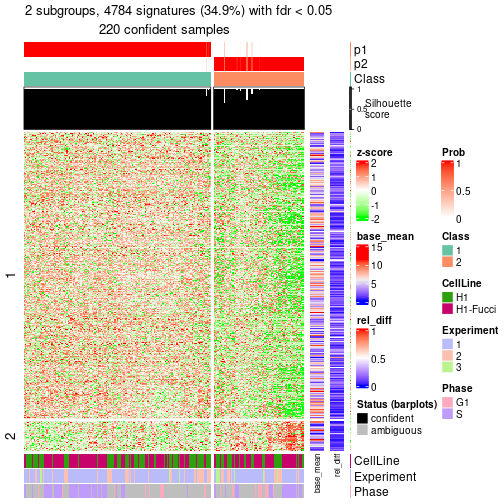 2 subgroups, 4784 signatures (34.9%) with fdr < 0.05
220 confident samples
p1
p2
Class
1
0.5
0
Silhouette
score
1
2
base_mean
rel_diff
CellLine
Experiment
Phase
z-score
2
1
0
-1
-2
base_mean
15
10
5
0
rel_diff
1
0.5
0
Status (barplots)
confident
ambiguous
Prob
1
0.5
0
Class
1
2
CellLine
H1
H1-Fucci
Experiment
1
2
3
Phase
G1
S